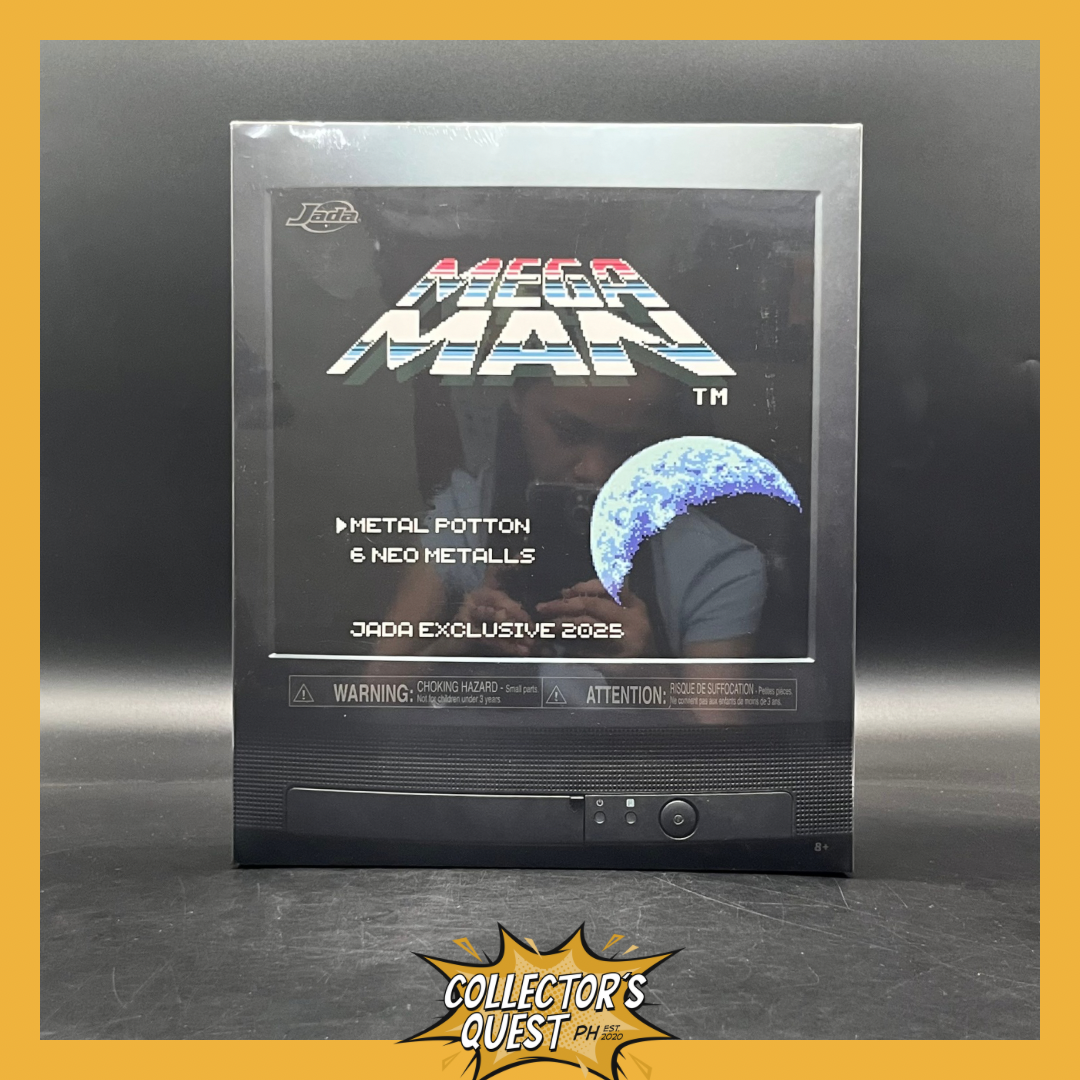 Jada
MEGA
MAN
TM
METAL POTTON
6 NEO METALLS
JADA EXCLUSIVE 2025
WARNING: CHOKING HAZARD - Small parts.
Not for children under 3 years.
ATTENTION: RISQUE DE SUFFOCATION - Petites pièces.
Ne convient pas aux enfants de moins de 3 ans.
8+
COLLECTOR'S
QUEST PH EST. 2020